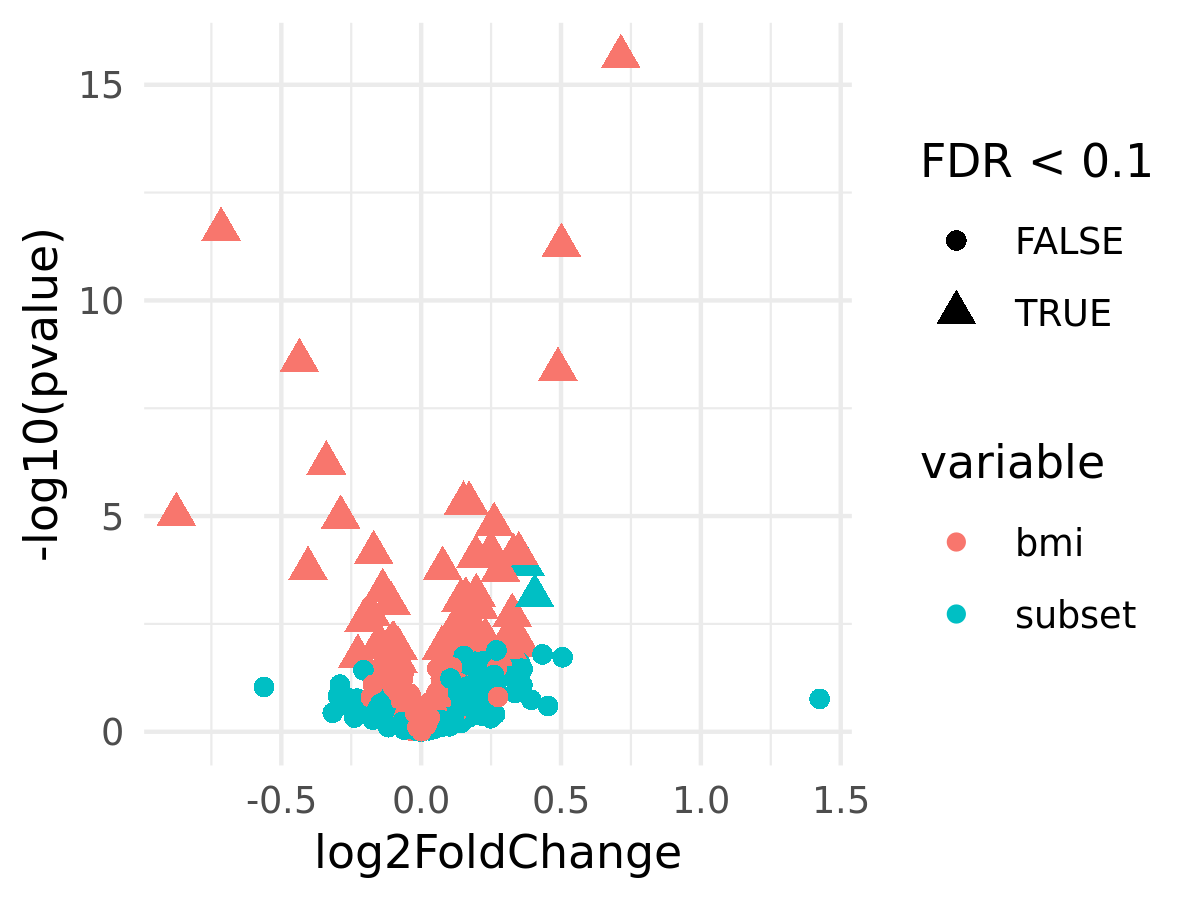 15
10
5
0
-log10(pvalue)
-0.5 0.0 0.5 1.0 1.5
log2FoldChange
FDR < 0.1
FALSE
TRUE
variable
bmi
subset